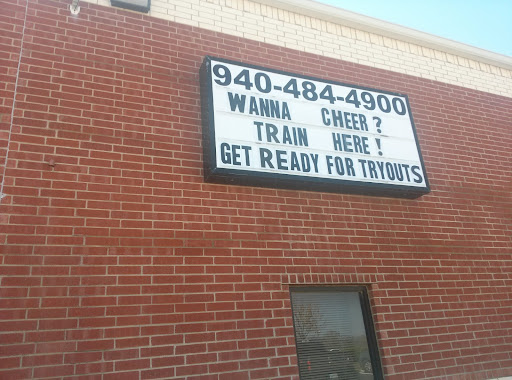 940-484-4900
WANNA CHEER?
TRAIN HERE!
GET READY FOR TRYOUTS